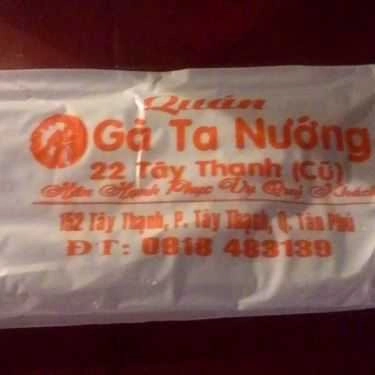 Quán
Gà Ta Nướng
22 Tây Thạnh (Cũ)
Hân Hạnh Phục Vụ Quý Khách
152 Tây Thạnh, P. Tây Thạnh, Q. Tân Phú
ĐT: 0918 483139